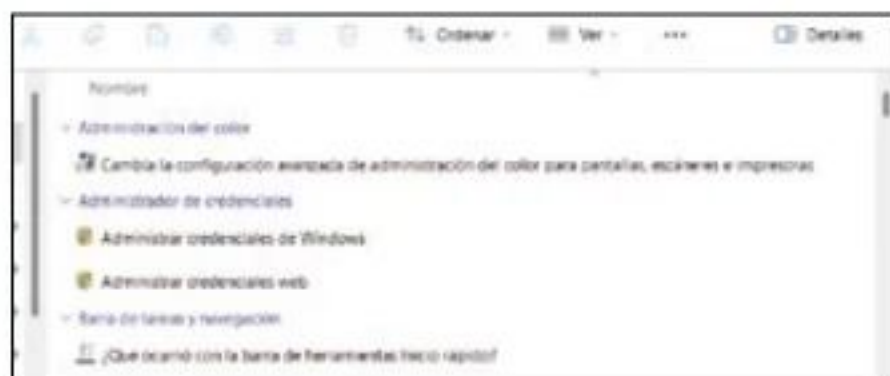 Ordenar
Ver
Detalles
Nombre
Administración del color
Cambia la configuración avanzada de administración del color para pantallas, escáneres e impresoras
Administrador de credenciales
Administrar credenciales de Windows
Administrar credenciales web
Barra de tareas y navegación
¿Que ocurrió con la barra de herramientas Inicio rápido?